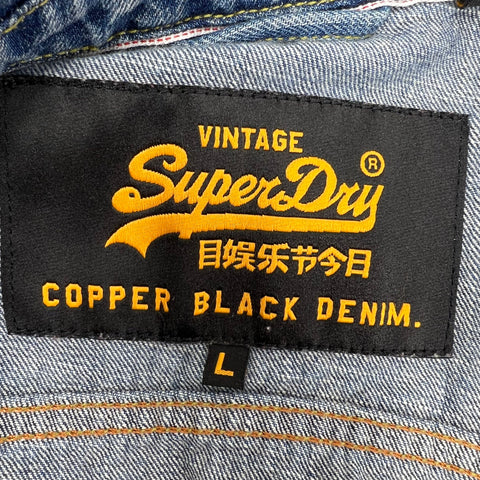 VINTAGE
SuperDry®
目娱乐节今日
COPPER BLACK DENIM.
L